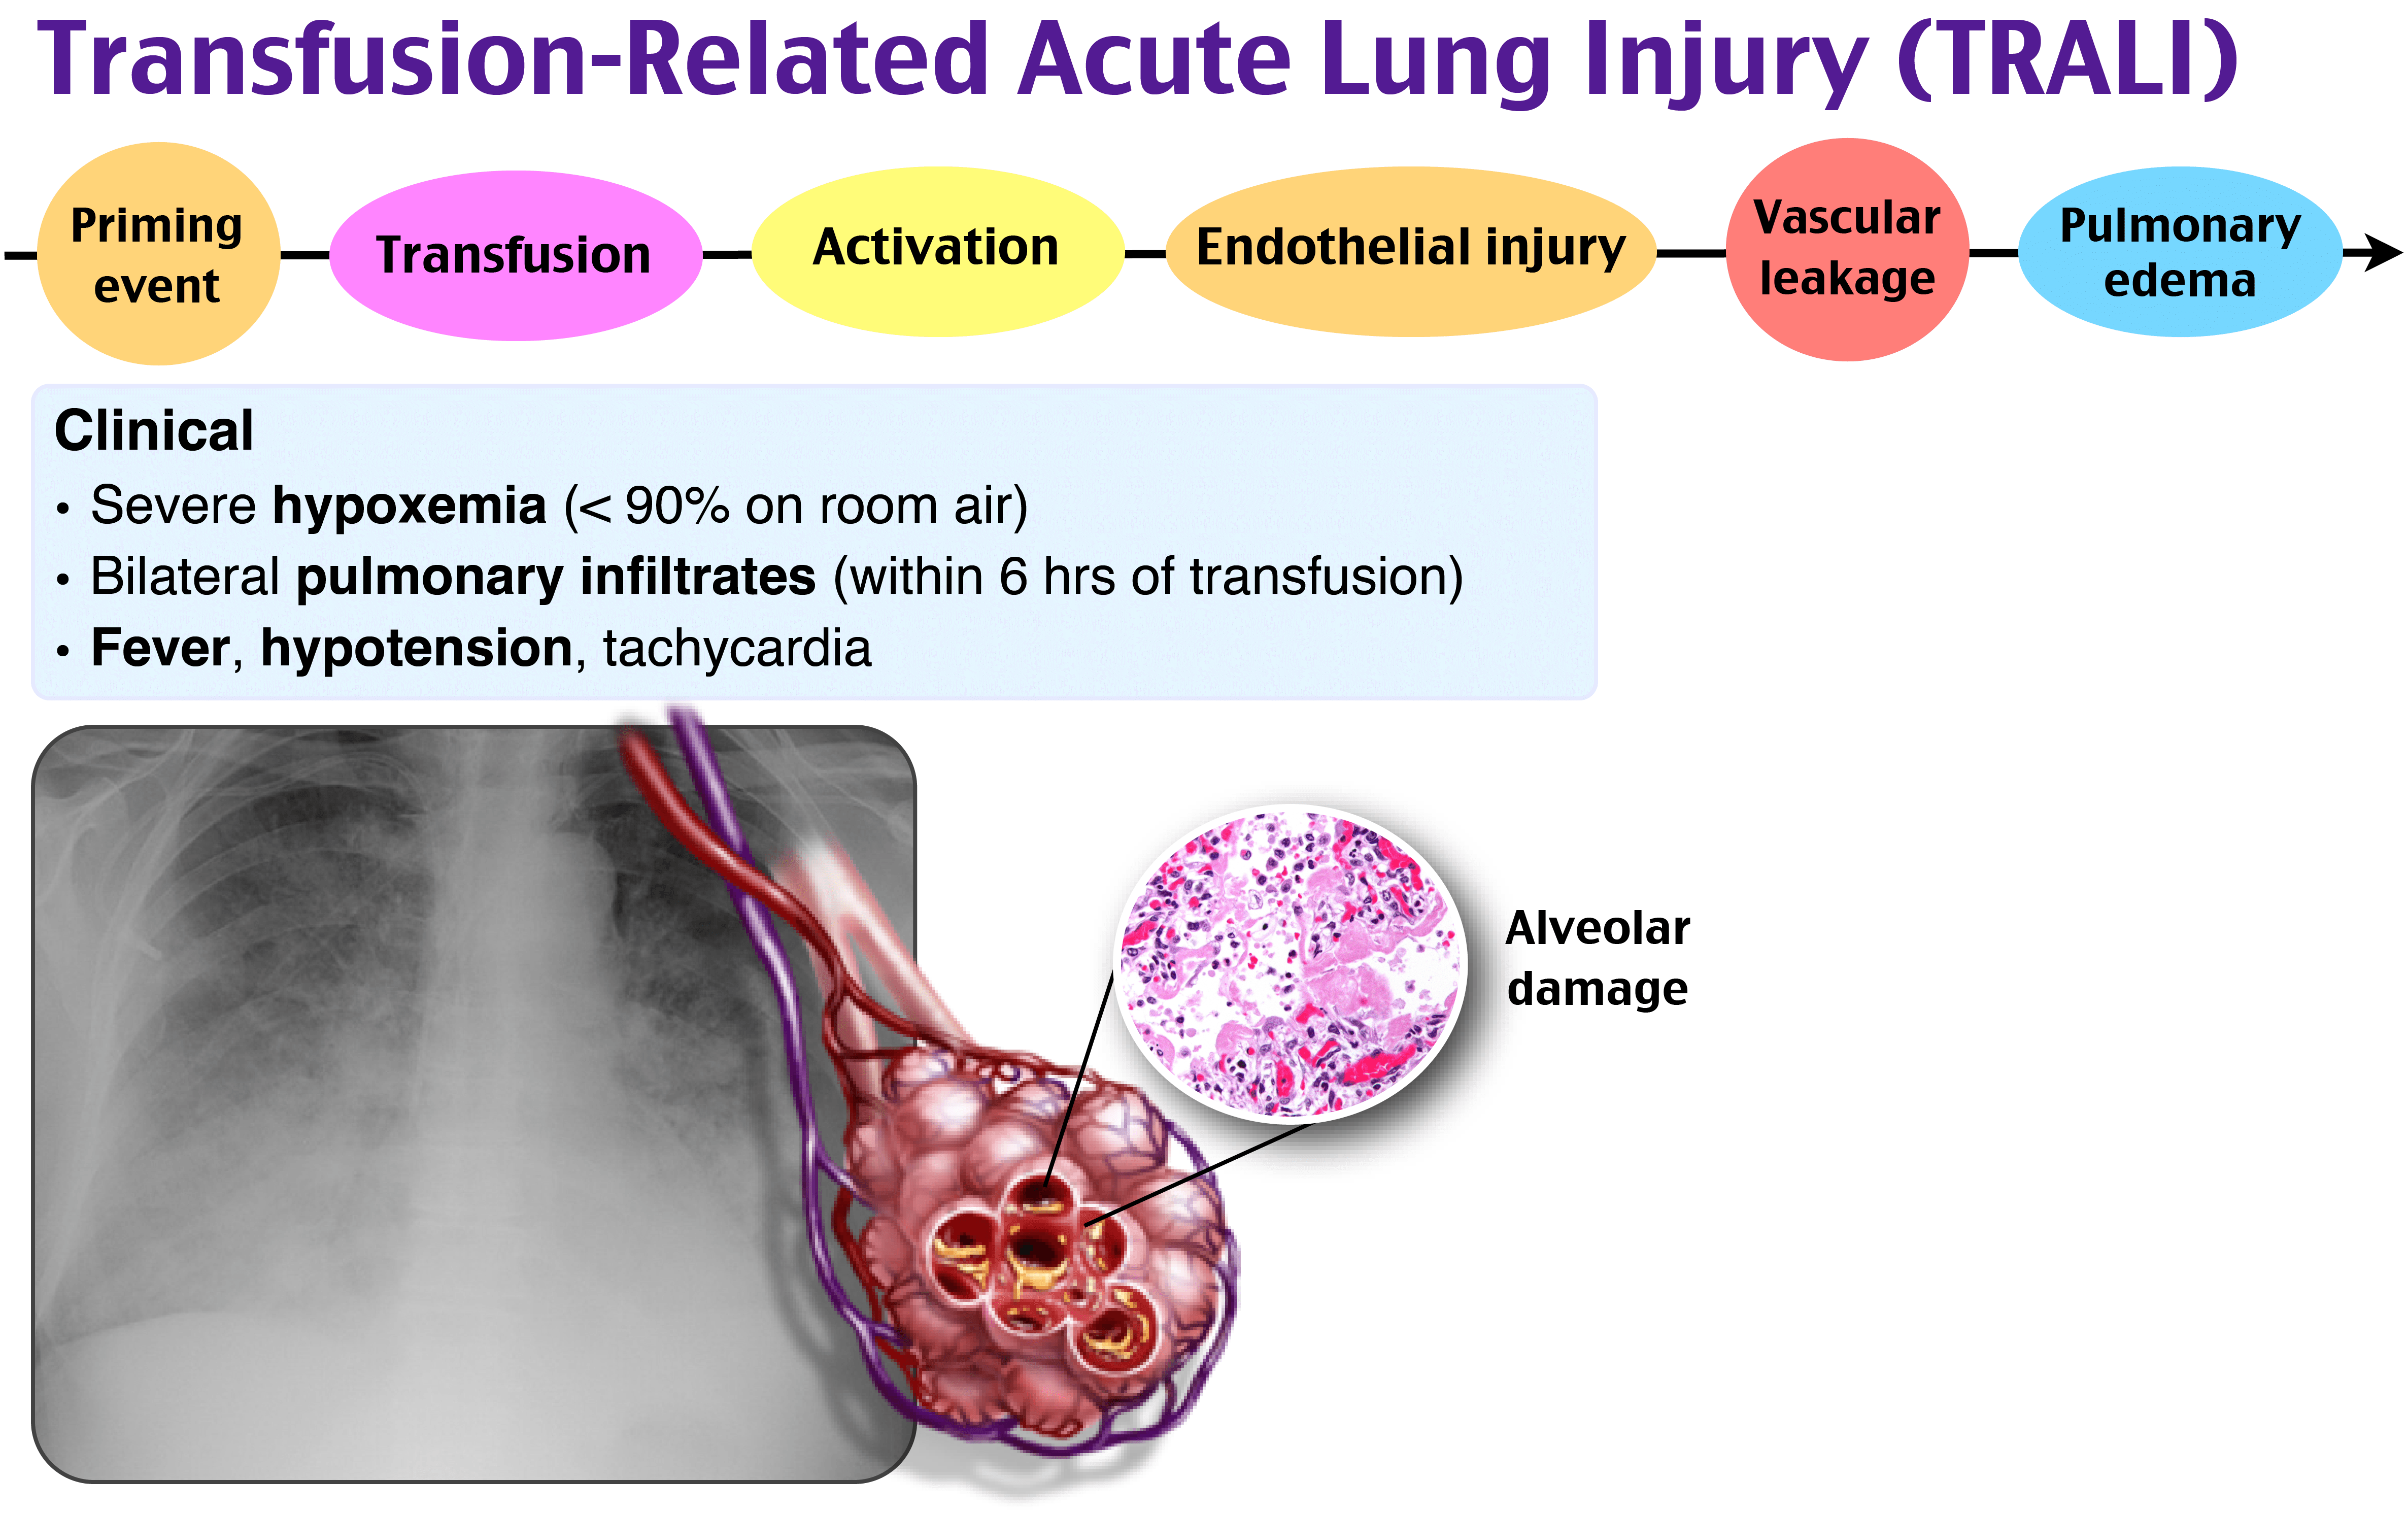 Transfusion-Related Acute Lung Injury (TRALI)
Priming
event
Transfusion
Activation
Endothelial injury
Vascular
leakage
Pulmonary
edema
Clinical
• Severe hypoxemia (< 90% on room air)
• Bilateral pulmonary infiltrates (within 6 hrs of transfusion)
• Fever, hypotension, tachycardia
Alveolar
damage